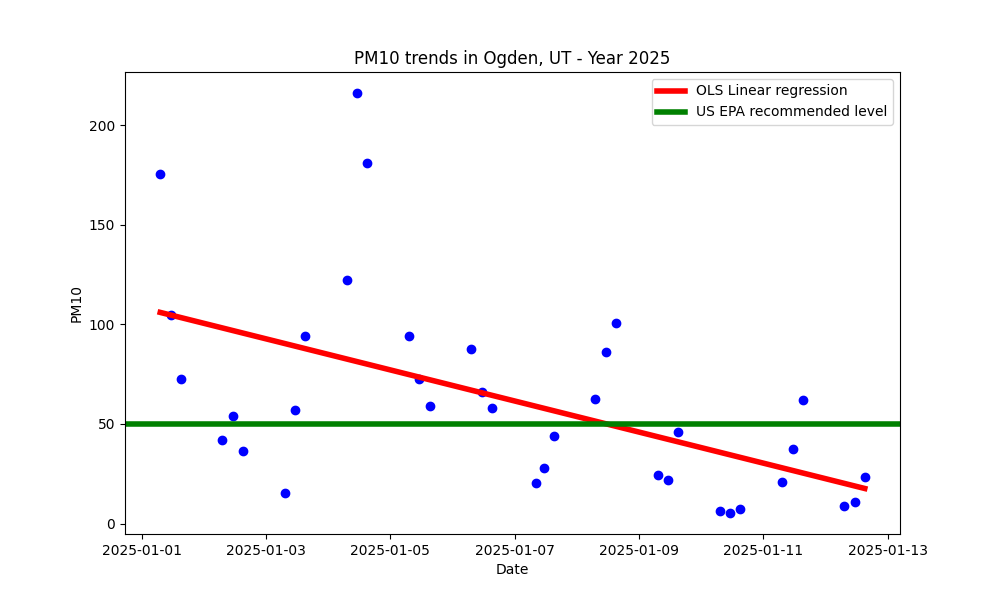 PM10 trends in Ogden, UT - Year 2025
OLS Linear regression
US EPA recommended level
PM10
200
150
100
50
0
2025-01-01 2025-01-03 2025-01-05 2025-01-07 2025-01-09 2025-01-11 2025-01-13
Date